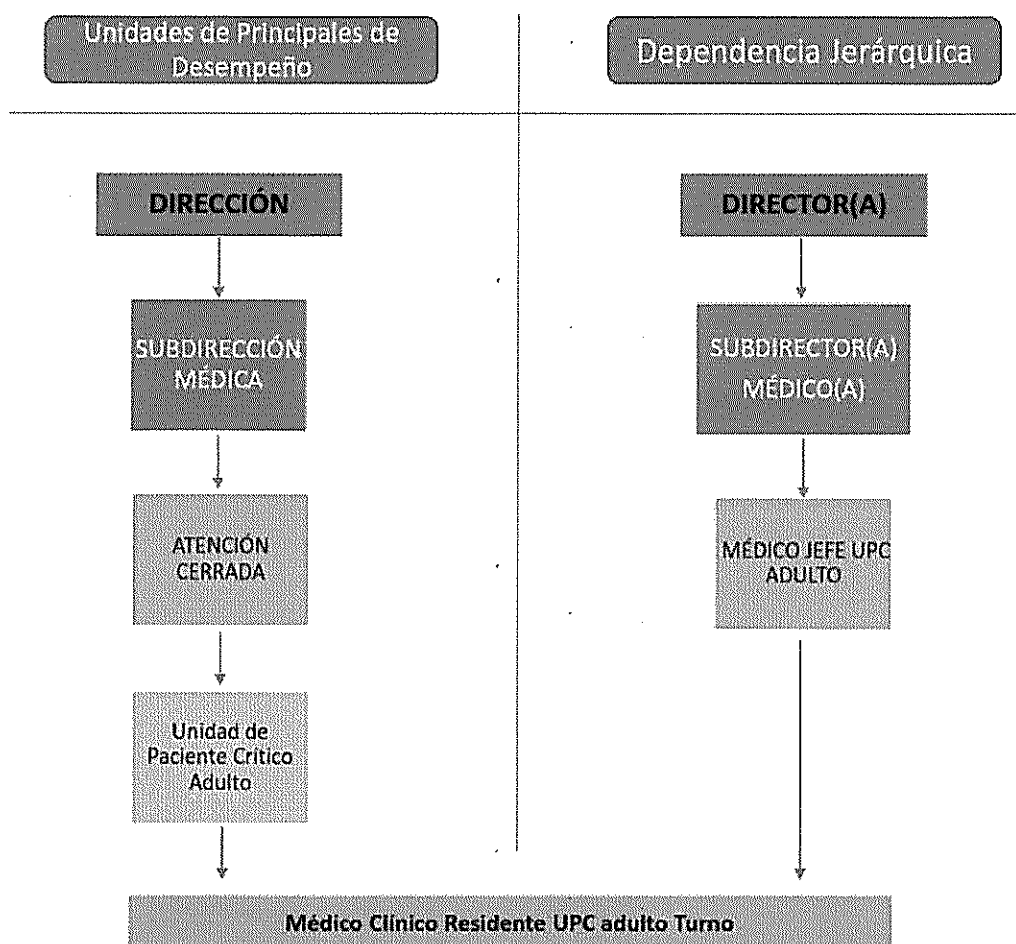 Unidades de Principales de
Desempeño
Dependencia Jerárquica
DIRECCIÓN
SUBDIRECCIÓN
MÉDICA
ATENCIÓN
CERRADA
Unidad de
Paciente Crítico
Adulto
DIRECTOR(A)
SUBDIRECTOR(A)
MÉDICO(A)
MÉDICO JEFE UPC
ADULTO
Médico Clínico Residente UPC adulto Turno